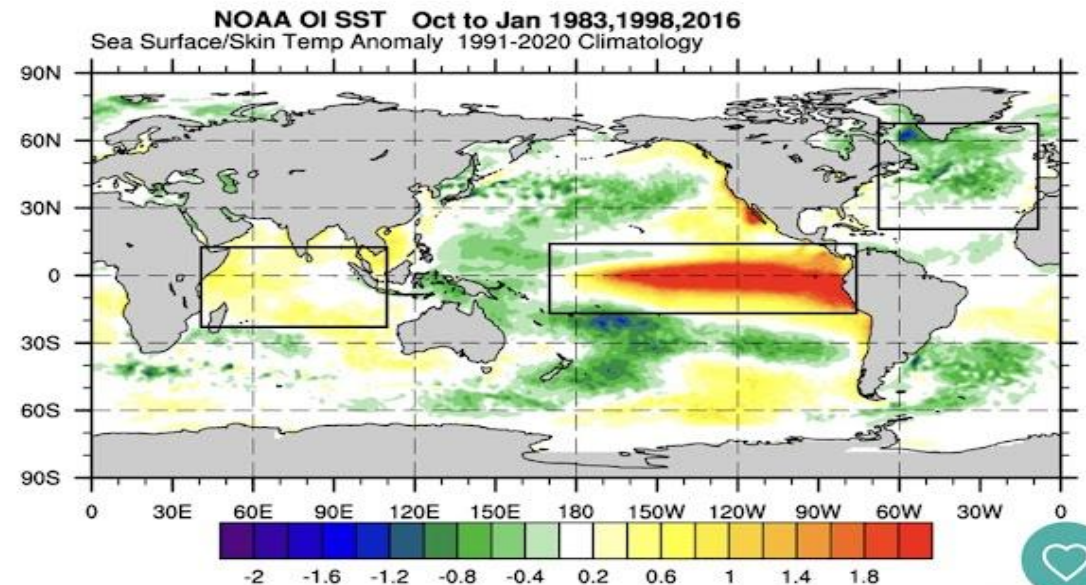 NOAA OI SST Oct to Jan 1983,1998,2016
Sea Surface/Skin Temp Anomaly 1991-2020 Climatology
90N
60N
30N
0
30S
60S
90S
0 30E 60E 90E 120E 150E 180 150W 120W 90W 60W 30W 0
-2 -1.6 -1.2 -0.8 -0.4 0.2 0.6 1 1.4 1.8